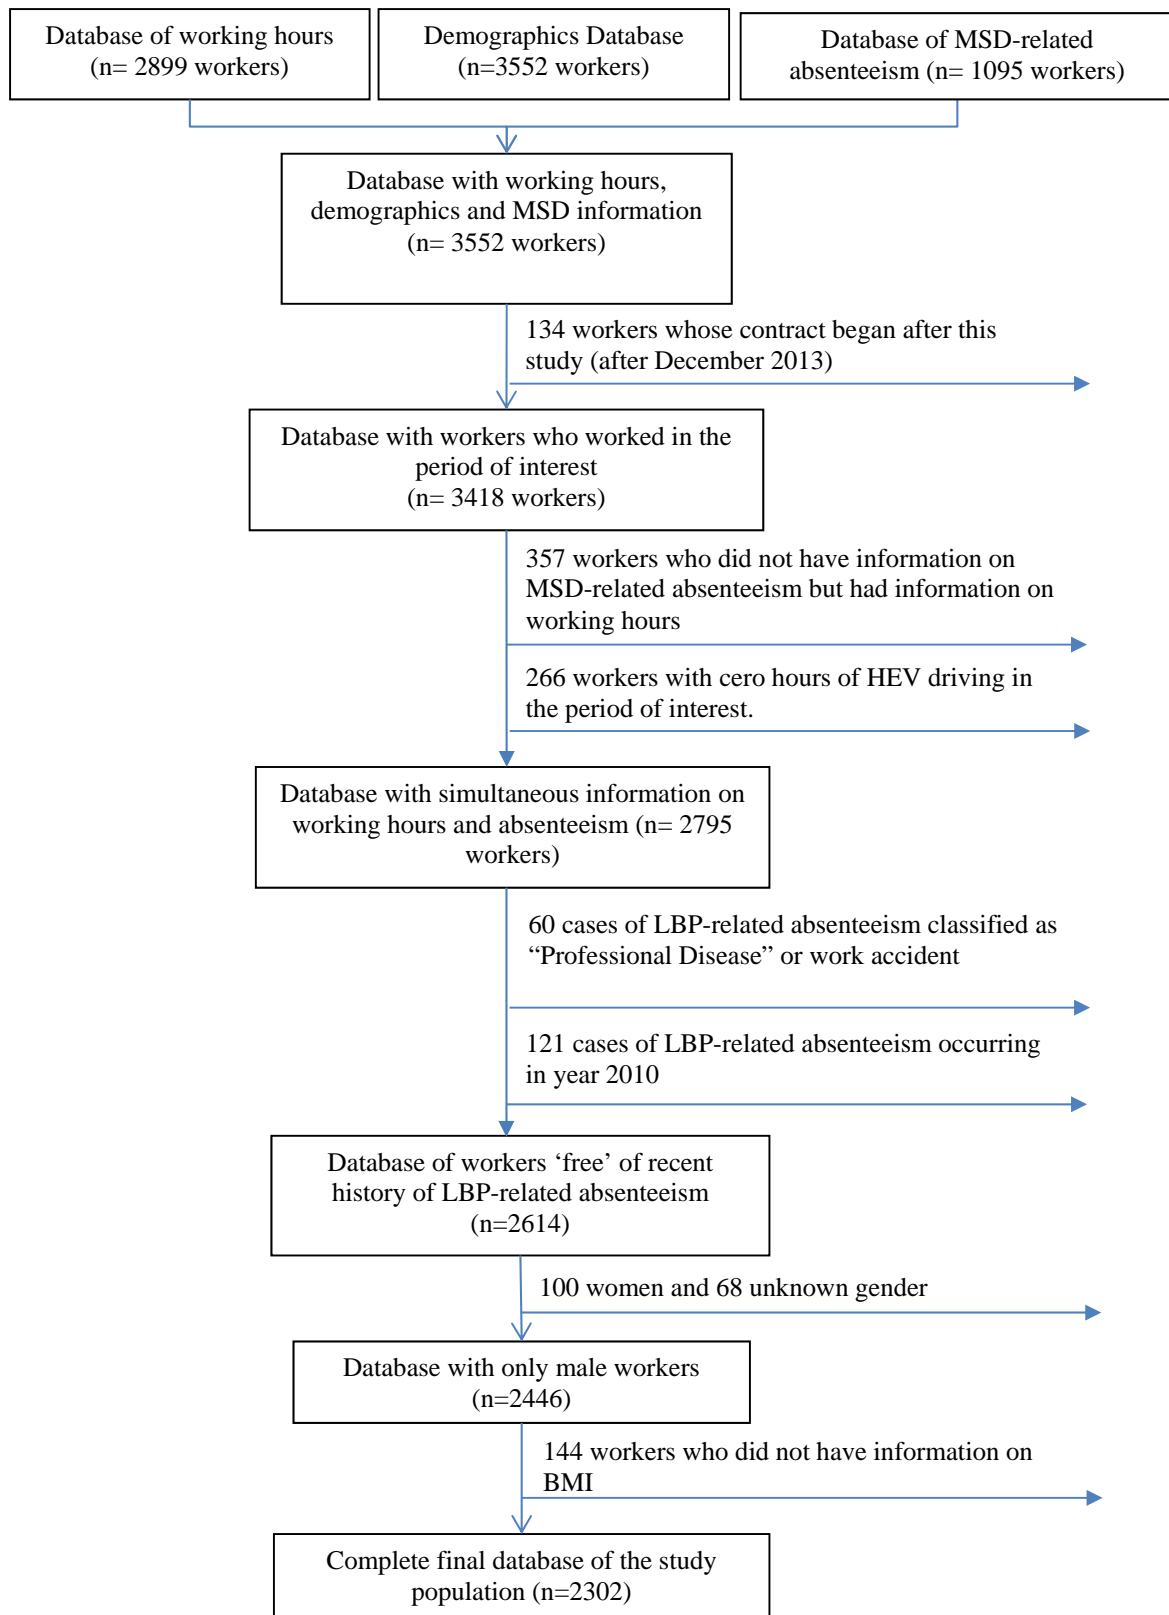 Database of working hours
(n= 2899 workers)
Demographics Database
(n=3552 workers)
Database of MSD-related
absenteeism (n= 1095 workers)
Database with working hours,
demographics and MSD information
(n= 3552 workers)
134 workers whose contract began after this
study (after December 2013)
Database with workers who worked in the
period of interest
(n= 3418 workers)
357 workers who did not have information on
MSD-related absenteeism but had information on
working hours
266 workers with cero hours of HEV driving in
the period of interest.
Database with simultaneous information on
working hours and absenteeism (n= 2795
workers)
60 cases of LBP-related absenteeism classified as
“Professional Disease” or work accident
121 cases of LBP-related absenteeism occurring
in year 2010
Database of workers ‘free’ of recent
history of LBP-related absenteeism
(n=2614)
100 women and 68 unknown gender
Database with only male workers
(n=2446)
144 workers who did not have information on
BMI
Complete final database of the study
population (n=2302)